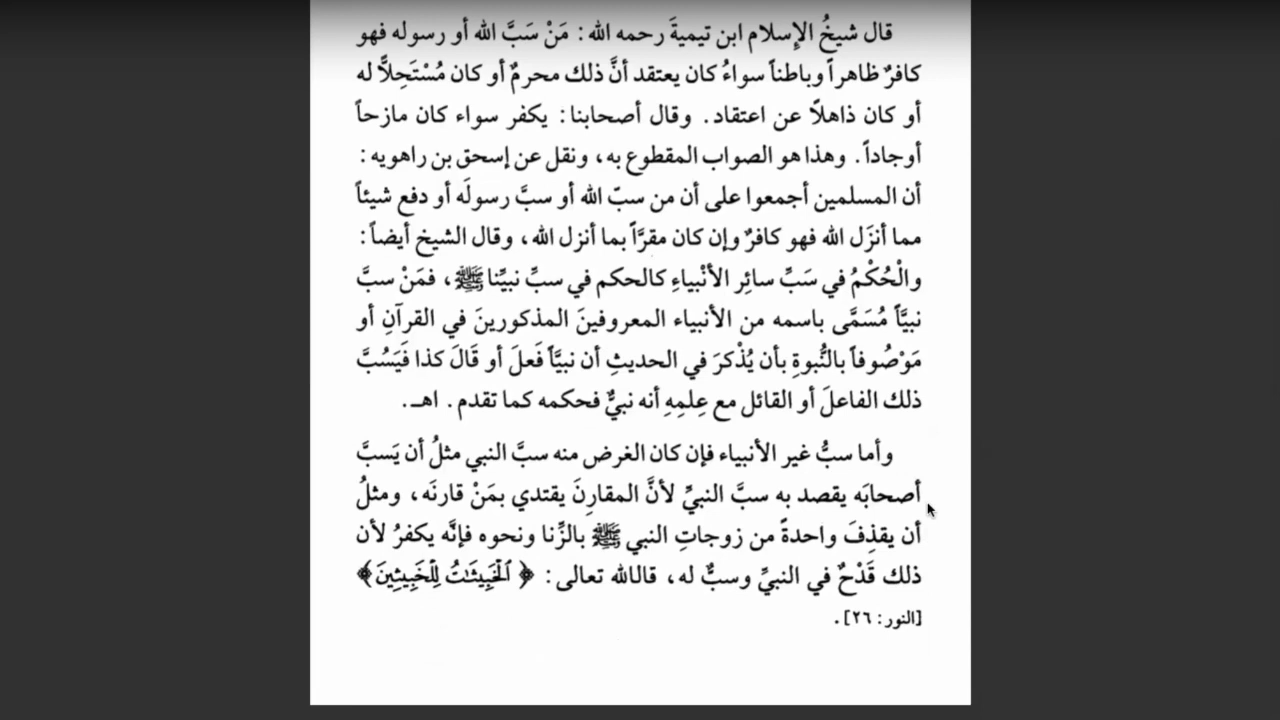 قال شيخُ الإِسلام ابن تيميةَ رحمه الله : مَنْ سَبَّ الله أو رسوله فهو
كافرٌ ظاهراً وباطناً سواءُ كان يعتقد أنَّ ذلك محرمٌ أو كان مُسْتَحِلاًّ له
أو كان ذاهلاً عن اعتقاد . وقال أصحابنا : يكفر سواء كان مازحاً
أوجاداً . وهذا هو الصواب المقطوع به ، ونقل عن إسحق بن راهويه :
أن المسلمين أجمعوا على أن من سبّ الله أو سبَّ رسولَه أو دفع شيئاً
مما أنزَل الله فهو كافرٌ وإن كان مقرَّاً بما أنزل الله ، وقال الشيخ أيضاً :
والْحُكْمُ في سَبِّ سائِر الأنْبياءِ كالحكم في سبِّ نبيِّنا ﷺ ، فمَنْ سبَّ
نبيَّاً مُسَمَّى باسمه من الأنبياء المعروفينَ المذكورينَ في القرآنِ أو
مَوْصُوفاً بالنُّبوةِ بأن يُذْكرَ في الحديثِ أن نبيَّاً فَعلَ أو قَالَ كذا فَيَسُبَّ
ذلك الفاعلَ أو القائل مع عِلمِهِ أنه نبيٌّ فحكمه كما تقدم . اهـ .
وأما سبُّ غير الأنبياء فإن كان الغرض منه سبَّ النبي مثلُ أن يَسبَّ
أصحابَه يقصد به سبَّ النبيِّ لأنَّ المقارِنَ يقتدي بمَنْ قارنَه ، ومثلُ
أن يقذِفَ واحدةً من زوجاتِ النبي ﷺ بالزِّنا ونحوه فإنَّه يكفرُ لأن
ذلك قَدْحٌ في النبيِّ وسبٌّ له ، قالالله تعالى : ﴿ ٱلْخَبِيثَـٰتُ لِلْخَبِيثِينَ ﴾
[النور : ٢٦] .